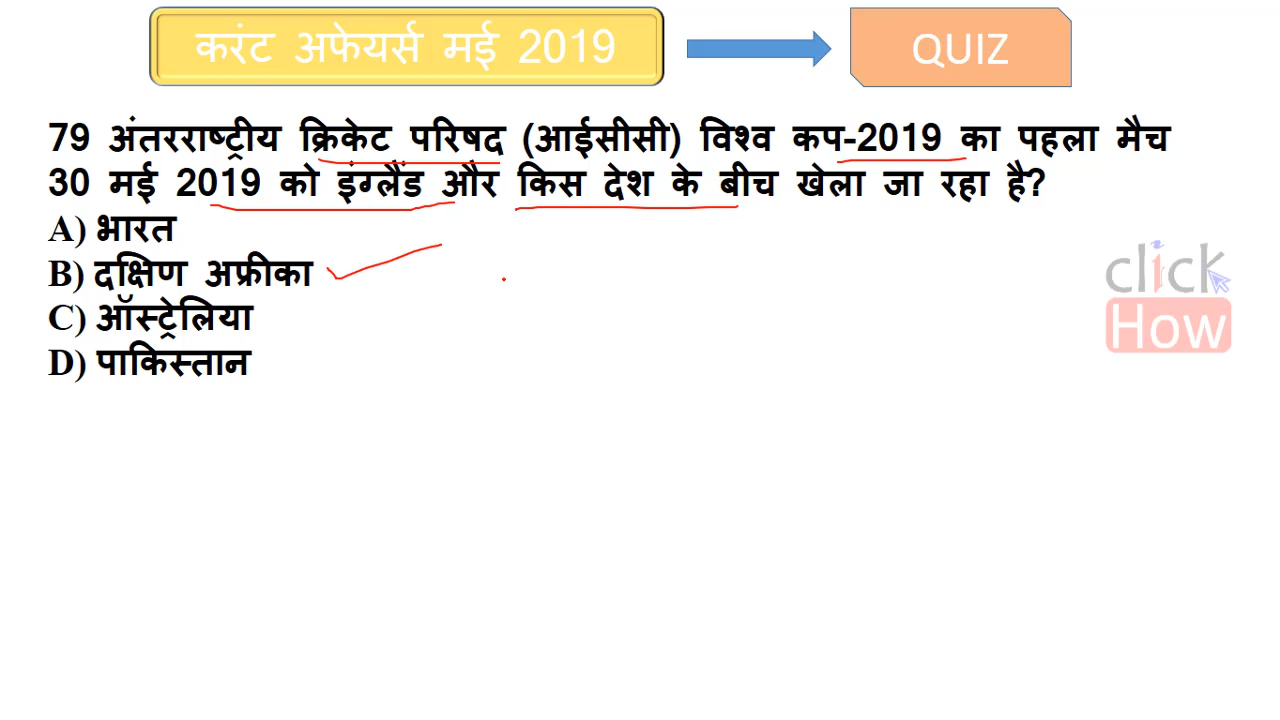 करंट अफेयर्स मई 2019
QUIZ
79 अंतरराष्ट्रीय क्रिकेट परिषद (आईसीसी) विश्व कप-2019 का पहला मैच
30 मई 2019 को इंग्लैंड और किस देश के बीच खेला जा रहा है?
A) भारत
B) दक्षिण अफ्रीका
C) ऑस्ट्रेलिया
D) पाकिस्तान
click
How